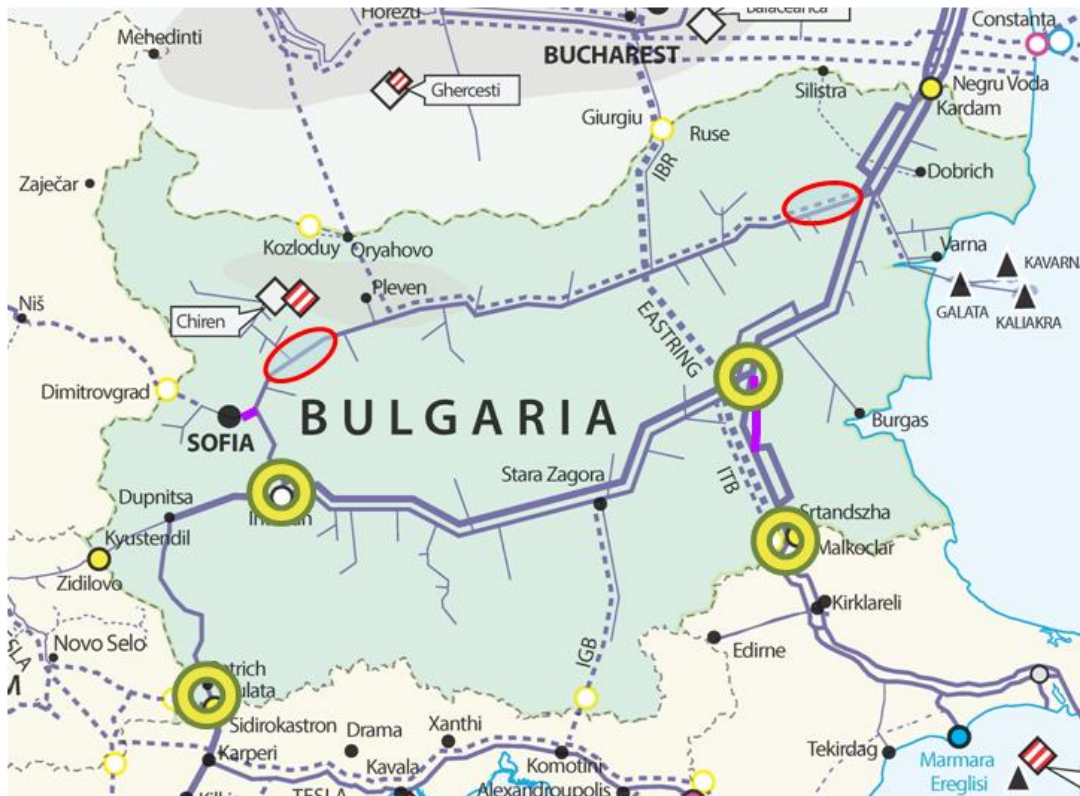 Horezu
Balaceanca
Constanta
Mehedinti
BUCHAREST
Silistra
Negru Voda
Kardam
Ghercesti
Giurgiu
Ruse
IBR
Dobrich
Zaječar
Kozloduy
Oryahovo
Varna
KAVARNA
Pleven
GALATA
KALIAKRA
Niš
Chiren
EASTRING
Dimitrovgrad
SOFIA
BULGARIA
Burgas
Stara Zagora
ITB
Dupnitsa
Srtandszha
Malkoclar
Kyustendil
Zidilovo
Kirklareli
Novo Selo
IGB
Edirne
Sidirokastron
Drama
Xanthi
Karperi
Kavala
Komotini
Tekirdag
Marmara
Ereglisi
TESLA
Alexandroupolis